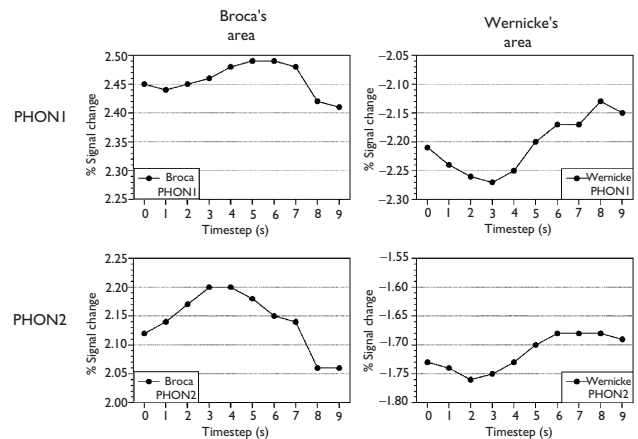 Broca's
area
Wernicke's
area
PHON1
% Signal change
2.50
2.45
2.40
2.35
2.30
2.25
Broca
PHON1
0 1 2 3 4 5 6 7 8 9
Timestep (s)
% Signal change
−2.05
−2.10
−2.15
−2.20
−2.25
−2.30
Wernicke
PHON1
0 1 2 3 4 5 6 7 8 9
Timestep (s)
PHON2
% Signal change
2.25
2.20
2.15
2.10
2.05
2.00
Broca
PHON2
0 1 2 3 4 5 6 7 8 9
Timestep (s)
% Signal change
−1.55
−1.60
−1.65
−1.70
−1.75
−1.80
Wernicke
PHON2
0 1 2 3 4 5 6 7 8 9
Timestep (s)